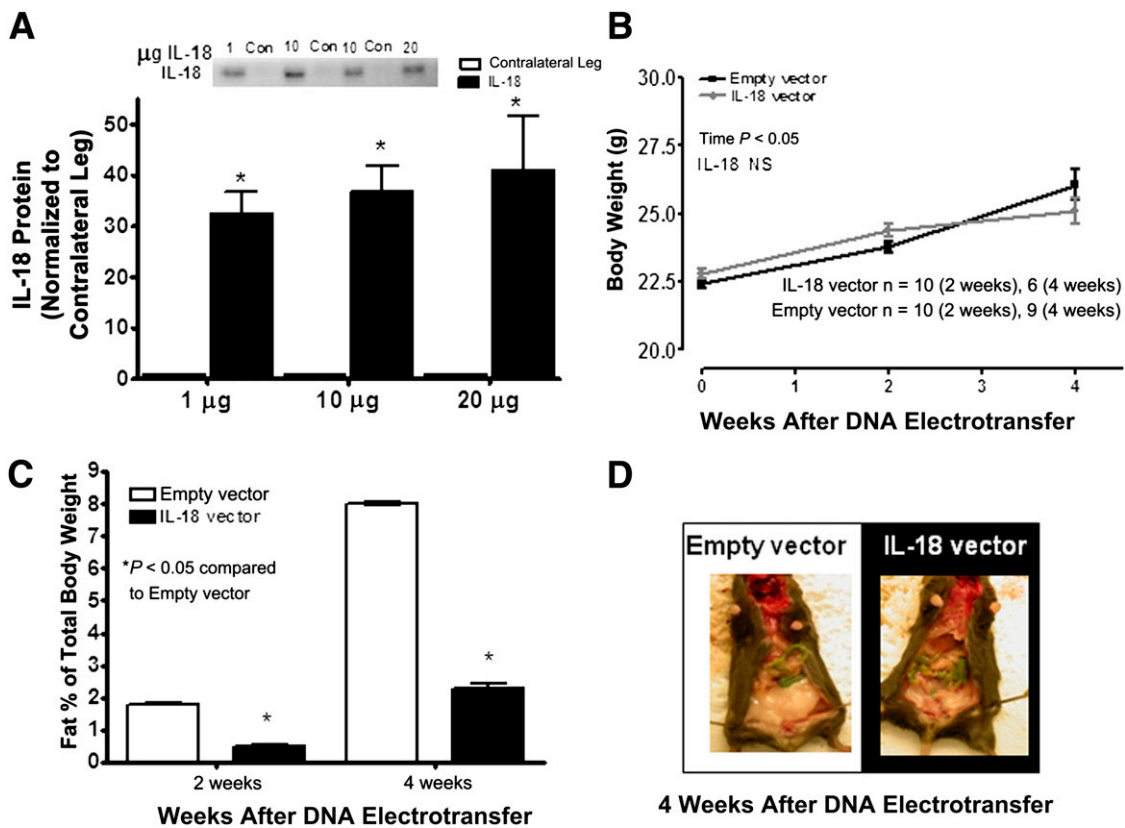 A
µg IL-18 1 Con 10 Con 10 Con 20
IL-18
Contralateral Leg
IL-18
IL-18 Protein
(Normalized to
Contralateral Leg)
50
40
30
20
10
0
* * *
1 µg 10 µg 20 µg
B
30.0
27.5
25.0
22.5
20.0
Body Weight (g)
Empty vector
IL-18 vector
Time P < 0.05
IL-18 NS
IL-18 vector n = 10 (2 weeks), 6 (4 weeks)
Empty vector n = 10 (2 weeks), 9 (4 weeks)
0 1 2 3 4
Weeks After DNA Electrotransfer
C
Fat % of Total Body Weight
9
8
7
6
5
4
3
2
1
0
Empty vector
IL-18 vector
*P < 0.05 compared
to Empty vector
* *
2 weeks 4 weeks
Weeks After DNA Electrotransfer
D
Empty vector IL-18 vector
4 Weeks After DNA Electrotransfer